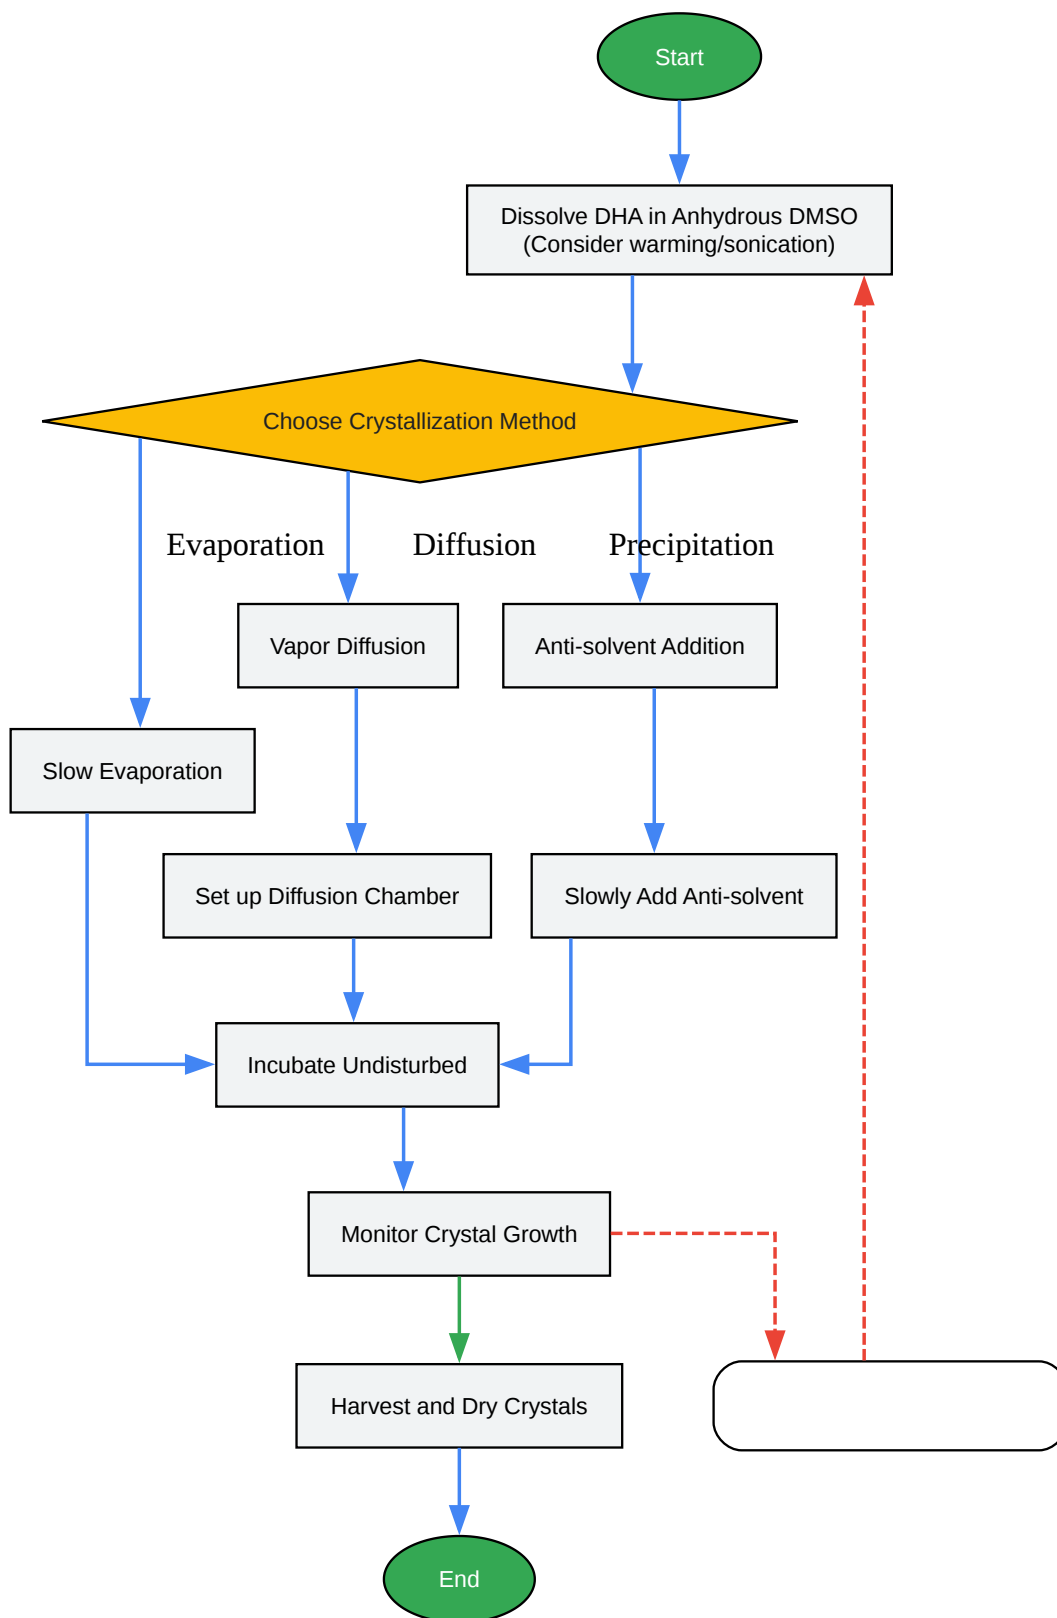 Start
Dissolve DHA in Anhydrous DMSO
(Consider warming/sonication)
Choose Crystallization Method
Evaporation
Diffusion
Precipitation
Vapor Diffusion
Anti-solvent Addition
Slow Evaporation
Set up Diffusion Chamber
Slowly Add Anti-solvent
Incubate Undisturbed
Monitor Crystal Growth
Harvest and Dry Crystals
End